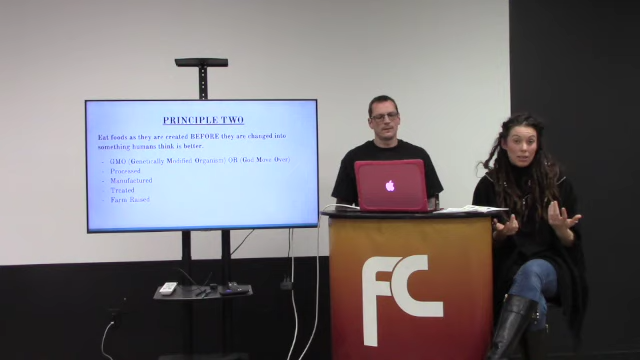 PRINCIPLE TWO
Eat foods as they are created BEFORE they are changed into
something humans think is better.
- GMO (Genetically Modified Organism) OR (God Move Over)
- Processed
- Manufactured
- Treated
- Farm Raised
FC